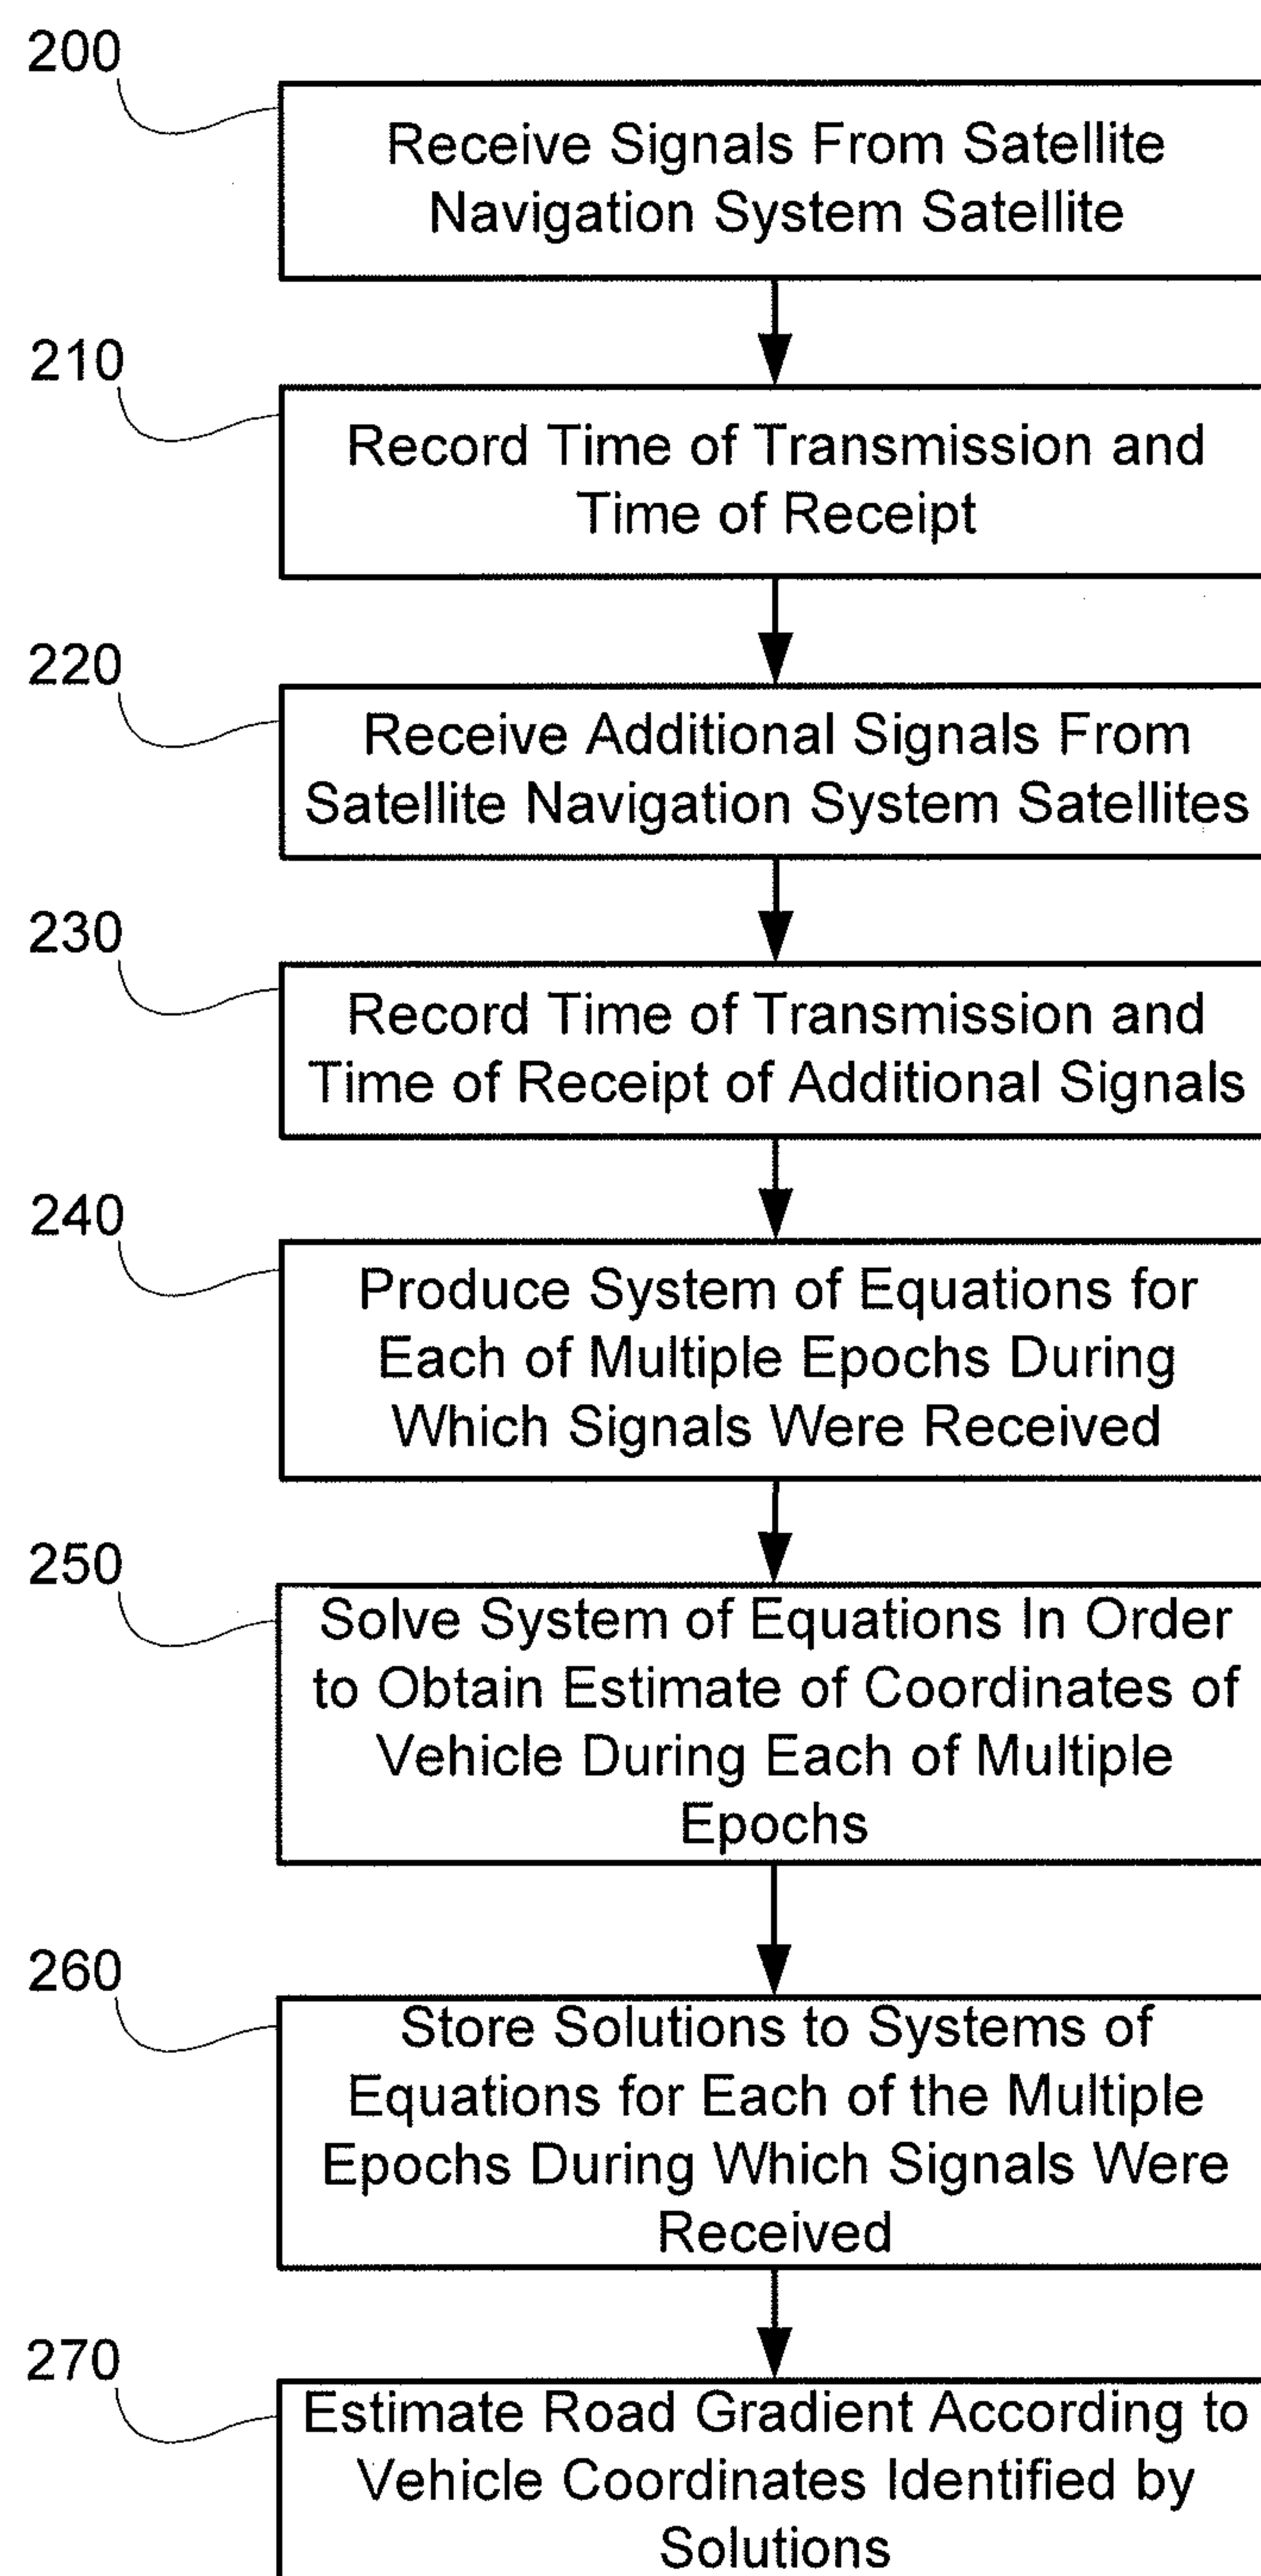 200
Receive Signals From Satellite
Navigation System Satellite
210
Record Time of Transmission and
Time of Receipt
220
Receive Additional Signals From
Satellite Navigation System Satellites
230
Record Time of Transmission and
Time of Receipt of Additional Signals
240
Produce System of Equations for
Each of Multiple Epochs During
Which Signals Were Received
250
Solve System of Equations In Order
to Obtain Estimate of Coordinates of
Vehicle During Each of Multiple
Epochs
260
Store Solutions to Systems of
Equations for Each of the Multiple
Epochs During Which Signals Were
Received
270
Estimate Road Gradient According to
Vehicle Coordinates Identified by
Solutions